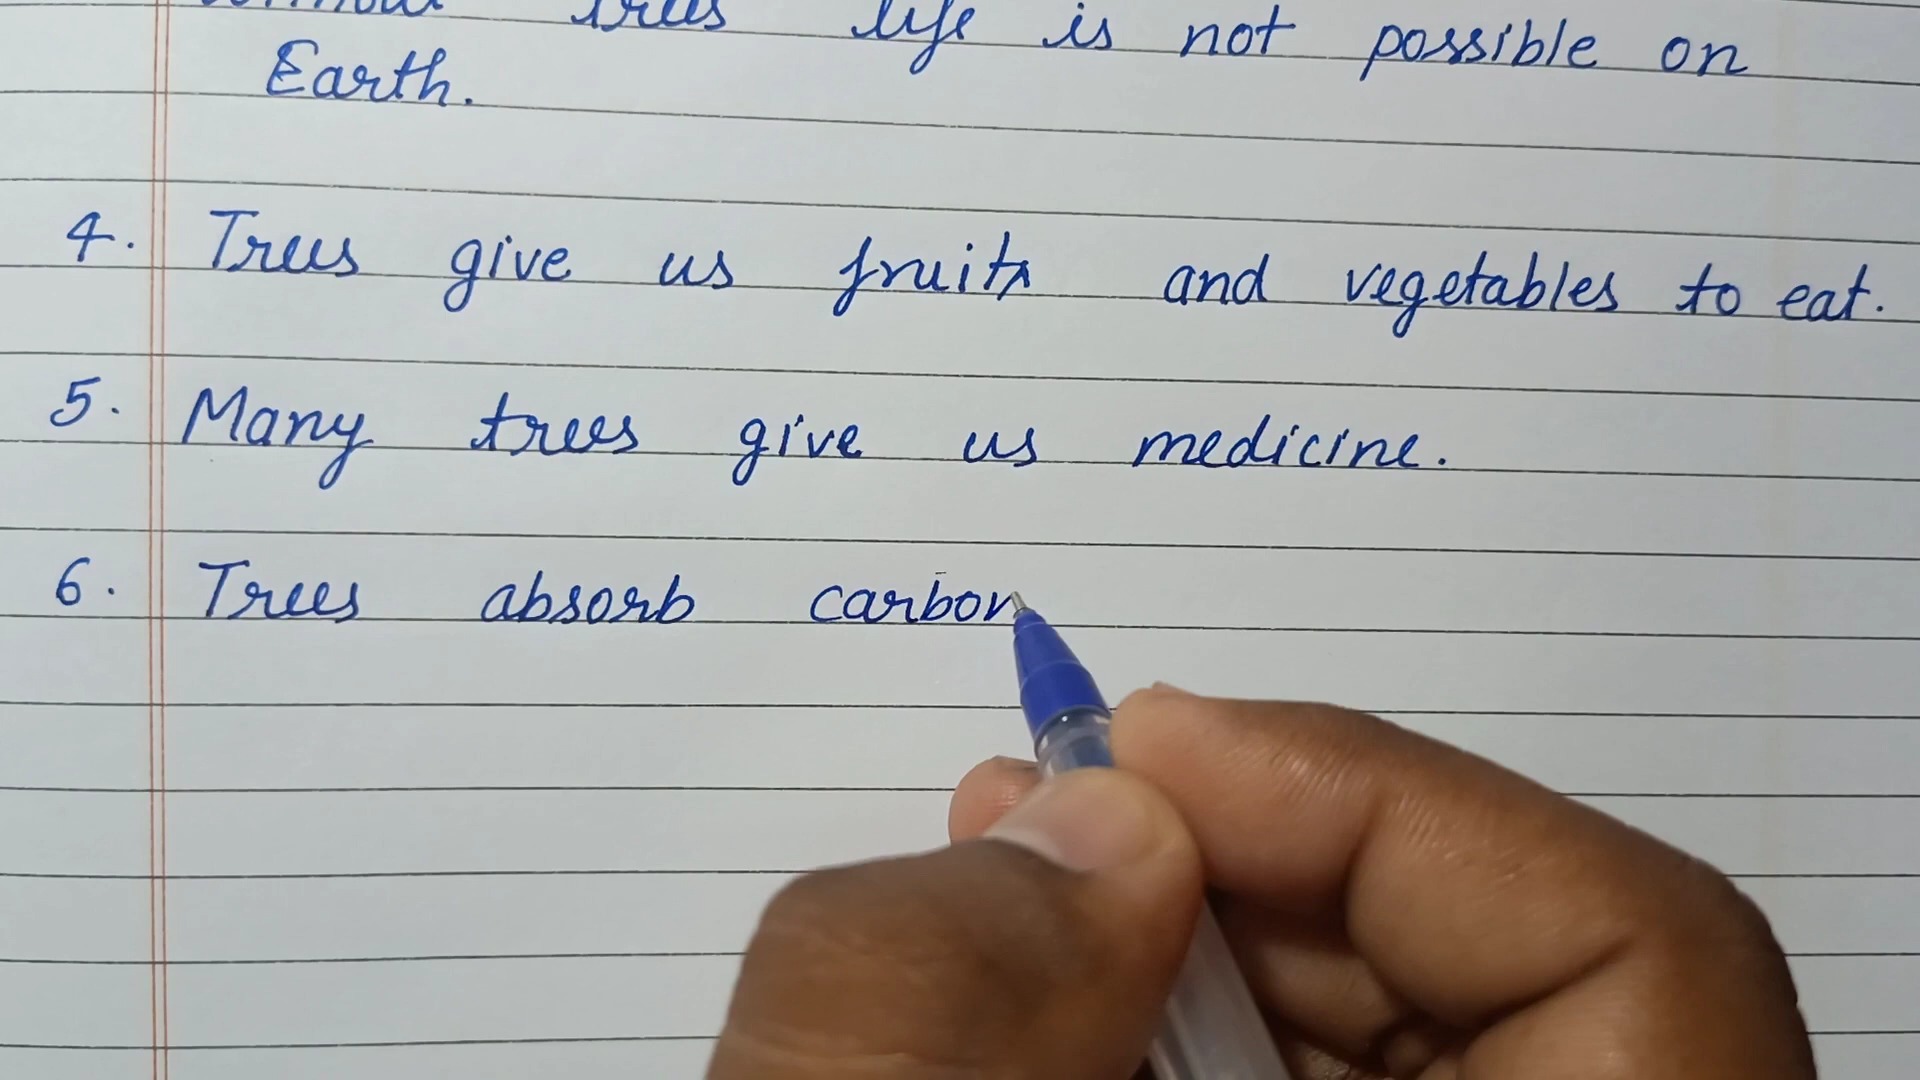 trees life is not possible on
Earth.
4. Trees give us fruits and vegetables to eat.
5. Many trees give us medicine.
6. Trees absorb carbon